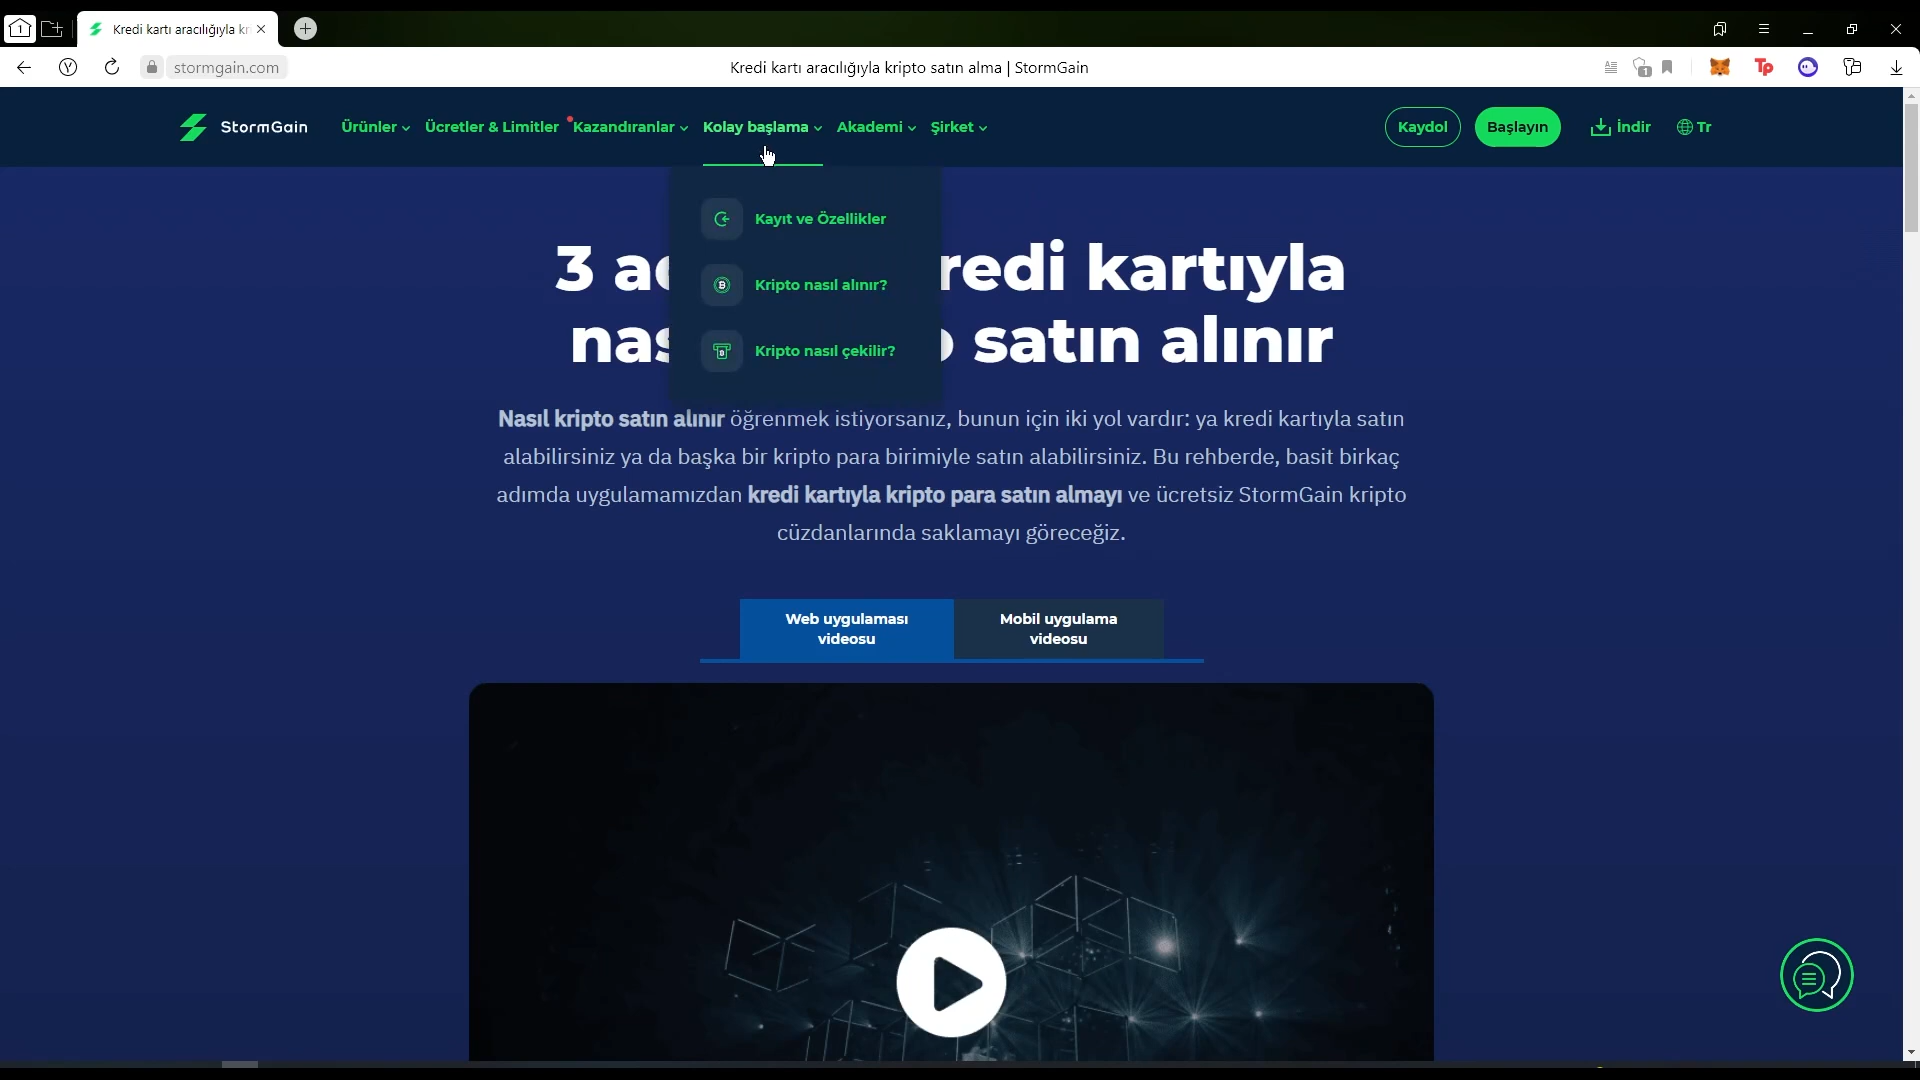 1
Kredi kartı aracılığıyla kr
stormgain.com
Kredi kartı aracılığıyla kripto satın alma | StormGain
1
Tp
StormGain
Ürünler
Ücretler & Limitler
Kazandıranlar
Kolay başlama
Akademi
Şirket
Kaydol
Başlayın
İndir
Tr
Kayıt ve Özellikler
Kripto nasıl alınır?
Kripto nasıl çekilir?
3 kartıyla
satın alınır
Nasıl kripto satın alınır öğrenmek istiyorsanız, bunun için iki yol vardır: ya kredi kartıyla satın
alabilirsiniz ya da başka bir kripto para birimiyle satın alabilirsiniz. Bu rehberde, basit birkaç
adımda uygulamamızdan kredi kartıyla kripto para satın almayı ve ücretsiz StormGain kripto
cüzdanlarında saklamayı göreceğiz.
Web uygulaması
videosu
Mobil uygulama
videosu